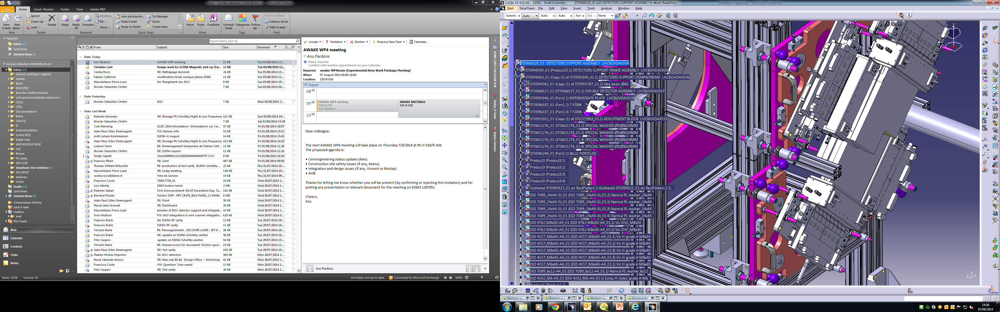 Inbox - nicolas.sebastien.chritin@cern.ch - Microsoft Outlook
File Home Send / Receive Folder View Adobe PDF
New E-mail New Items
Ignore Clean Up Junk Delete
Reply Reply All Forward Meeting IM More
cern pension/m... To Manager
Team E-mail Done
Reply & Delete Create New
Move Rules OneNote Unread/Read Categorize Follow Up
Find a Contact
Address Book
Filter E-mail
New Delete Respond Quick Steps Move Tags Find
Favorites
Inbox (25)
Sent Items
Deleted Items (9)
nicolas.sebastien.chritin@cern.ch
Inbox (25)
Astuces pratiques support
Awake
Biere
BOOSTER
Buncher Steffen/Ahmed
cern pension/maladie/salaire/ert...
CLIC1
CTF3
Documentation
Elena
GRACQ
IC
Instrumentation
Isolde RFQ
Kayak club
kNOWLEDGE BASE
LHC
Phone
PS cavity
SKI CLUB
Smarteam User Interface (1)
TAC/NTOF
trainnee
Victor
Drafts [55]
Sent Items
Deleted Items (9)
Conversation History
Junk E-mail
Outbox
mail
RSS Feeds
Mail
Calendar
Contacts
Tasks
Notes
Items: 5,026 Unread: 25
Search Inbox (Ctrl+E)
From Subject Size Received C...
Date: Today
Ans Pardons AWAKE WP4 meeting 15 KB Tue 05/08/2014 12:...
Christian Carli Design work for ELENA Magnetic pick-up [Fw... 13 KB Tue 05/08/2014 12...
Cecilia Rossi RE: Rattrapage mercredi 24 KB Tue 05/08/2014 11:...
Fabien Cottenot modification bride conique pleine Ø206 11 KB Tue 05/08/2014 11:...
Massimiliano Ferro-Luzzi Re: Rangement doc BGV 9 KB Tue 05/08/2014 10:...
Nicolas Sebastien Chritin 7 KB Tue 05/08/2014 04:...
Date: Yesterday
Nicolas Sebastien Chritin BGV 7 KB Mon 04/08/2014 2...
Date: Last Week
Roberto Kersevan RE: Etuvage PU Schottky Hight & Low Frequency 422 KB Sun 03/08/2014 19:...
Nicolas Sebastien Chritin 7 KB Sat 02/08/2014 15:39
Ccrb Planning LD2IC 2014 Information / Informations sur l'ex... 57 KB Fri 01/08/2014 18:07
Alain Paul Gilles Demougeot FW: Belows info 52 KB Fri 01/08/2014 15:52
Antti Juhani Kolehmainen ELENA in August 14 KB Fri 01/08/2014 15:43
Alain Paul Gilles Demougeot RE: Etuvage PU Schottky Hight & Low Frequency 422 KB Fri 01/08/2014 14:10
Ludovic Favre RE: Demenagement temporaire de Fabien Cott... 15 KB Fri 01/08/2014 11:26
Nicolas Sebastien Chritin RE: ELENA reports 11 KB Fri 01/08/2014 11:18
Teddy Capelli UUUURRRRGGGGEEEENNNNNNNTTTT !!!!!!!! 9 KB Fri 01/08/2014 10:20
Francois Pillon RE: Joint 497 KB Fri 01/08/2014 09:50
Thomas William Birtwistle RE: production of test cavity (ELENA Schottky ... 23 KB Thu 31/07/2014 18:...
Massimiliano Ferro-Luzzi RE: today meeting 128 KB Thu 31/07/2014 10:...
cecilia.rossi@libero.it Fete de Geneve 19 KB Thu 31/07/2014 09:...
Francisco Costa ST0617736_01 10 KB Wed 30/07/2014 1...
Luis Alberty EDM Section lunch 2 MB Wed 30/07/2014 1...
Roberto Saban First Announcement: EN-KT Innovation Day, Tu... 102 KB Wed 30/07/2014 1...
Bernard Florian fichiers STEP - RPT CRATE_BIAS PANEL_LV PANEL 6 MB Wed 30/07/2014 1...
Alain Paul Gilles Demougeot RE: Point 30 KB Wed 30/07/2014 1...
Pascal Jean Secouet RE: Dashboard 26 KB Wed 30/07/2014 1...
Massimiliano Ferro-Luzzi minutes of BGV detector support and integrat... 10 KB Wed 30/07/2014 1...
Yvon Muttoni FW: BGV integration & wire scanner integratio... 628 KB Wed 30/07/2014 0...
Francois Butin Re: ELENA RF cavity 13 KB Tue 29/07/2014 19:...
Francois Butin ELENA RF cavity 11 KB Tue 29/07/2014 16:...
Vincent Maire RE: Renseignements , DECOUPE LASER / JET D'... 36 KB Tue 29/07/2014 16:...
Francois Butin RE: update on ELENA Schottky cavities 58 KB Tue 29/07/2014 16:...
Fritz Caspers update on ELENA Schottky cavities 54 KB Tue 29/07/2014 15:...
Vincent Maire RE: Shared Access for document: Technic speci... 15 KB Tue 29/07/2014 11:...
Alain Paul Gilles Demougeot RE: Test cavity 103 KB Tue 29/07/2014 10:...
Plamen Hristov Hopchev Re: BGV detectors 385 KB Mon 28/07/2014 1...
Nuria Valverde Alonso RE: New Job BE-BI: Design Office + Workshop 41 KB Mon 28/07/2014 1...
Francisco Costa FW: Question "User needs" 15 KB Mon 28/07/2014 1...
Fritz Caspers RE: Test cavity 20 KB Mon 28/07/2014 1...
Accept Tentative Decline Propose New Time Calendar...
AWAKE WP4 meeting
Ans Pardons
Please respond.
Conflicts with another appointment on your Calendar.
Required: awake-WP4team (Experimental Area Work Package Meeting)
When: 07 August 2014 09:00-10:00
Location: 530/R-030
07 August
08 00
09 00
10 00
AWAKE WP4 meeting
530/R-030
Ans Pardons
AWAKE MEETINGS
530-R-030
Dear colleague,
The next AWAKE WP4 meeting will take place on Thursday 7/8/2014 at 9h in 530/R-030.
The proposed agenda is:
• Civil engineering status update (Alex)
• Construction site safety issues (if any, Manu)
• Integration and design issues (if any, Vincent or Nicolas)
• AOB
Thanks for letting me know whether you will be present (by confirming or rejecting this invitation) and for
putting any presentation or relevant document for the meeting on EDMS 1397051.
Cheers,
Ans
Ans Pardons
All folders are up to date. Connected to Microsoft Exchange 100%
Today: 0 Tasks
Quick Contacts
CATIA V5 R23 64 - CERN : Small Assembly - - - [ST0566528_01 a.03 DETECTORS SUPPORT ASSEMBLY In Work (ReadOnly) ]
Start SmarTeam File Edit View Insert Tools Analyze Window Help
Autom Auto Auto Auto Aut Aut None
ST0566528_01 DETECTORS SUPPORT ASSEMBLY LHCBGVDA0004
ST0594059_01 (Product20.1) DETECTORS SUPPORT FRAME ASSEMBLY LHCBGVDA0005
ST0594063_01 (Copy (1) of ST0590345_01.1) DETECTORS SUPPORT DOWNSTREAM LHCBGVDA0006
ST0594062_01 (Copy (1) of ST0591787_01.1) fake beam Ø60
ST0566527_01 (ST0566527_01.1) DOUBLE DETECTOR ASSEMBLY LHCBGVDA0007
ST0590346_01 (Part1.1) INTERMEDIATE PLATE LHCBGVDA0018
ST0596337_01 (Part1.2) T FORK
ST0596337_01 (Part1.3) T FORK
ST0592002_01 (Copy (1) of ST0272963_01.1) ADJUSTMENT BLOCK LHCBGVDA0015
ST0601276_01 (ST0601276_01.1) SPECIAL WASHER Ø9/Ø60/4MM
ST0601276_01 (ST0601276_01.2) SPECIAL WASHER Ø9/Ø60/4MM
ST0601276_01 (ST0601276_01.3) SPECIAL WASHER Ø9/Ø60/4MM
ST0601276_01 (ST0601276_01.4) SPECIAL WASHER Ø9/Ø60/4MM
ST0596248_01 (Part1.1) BILLE PORTEUSE
Product3 (Product3.1)
Product3 (Product3.2)
Product3 (Product3.3)
Product3 (Product3.4)
Gathered ST0390521_01 on RectPattern.2 (Gathered ST0390521_01 on RectPattern.2.1)
ISO 7089_24x44-St_01 (ISO 7089_24x44-St_01.2) Normal PL washer_24x44
ISO 7089_24x44-St_01 (ISO 7089_24x44-St_01.1) Normal PL washer_24x44
ISO 7089_24x44-St_01 (ISO 7089_24x44-St_01.3) Normal PL washer_24x44
ISO 7089_24x44-St_01 (ISO 7089_24x44-St_01.4) Normal PL washer_24x44
ISO 4762 M8x30-A4_01 (ISO 4762 M8x30-A4_01.1) Vis CHC_M8x30
ISO 4762 M8x30-A4_01 (ISO 4762 M8x30-A4_01.2) Vis CHC_M8x30
ISO 4017_M8x40-A4_01 (ISO 4017_M8x40-A4_01.1) Vis H grade A M8x40
ISO 4017_M8x40-A4_01 (ISO 4017_M8x40-A4_01.2) Vis H grade A M8x40
ISO 4017_M8x40-A4_01 (ISO 4017_M8x40-A4_01.3) Vis H grade A M8x40
ISO 4017_M8x40-A4_01 (ISO 4017_M8x40-A4_01.4) Vis H grade A M8x40
ISO 4017_M6x65-A4_01 (ISO 4017_M6x65-A4_01.1) Vis H grade A M6x65
ISO 7089_6x12-A4_01 (ISO 7089_6x12-A4_01.1) Normal PL washer_6x12
ISO 4032_M6-A4_01 (ISO 4032_M6-A4_01.1) Ecrou H style1 grade A M6
Product1 (Product1.1)
(Bottom-u... (Bottom-u... (Bottom-u... Documents
CATIA
14:56
05/08/2014